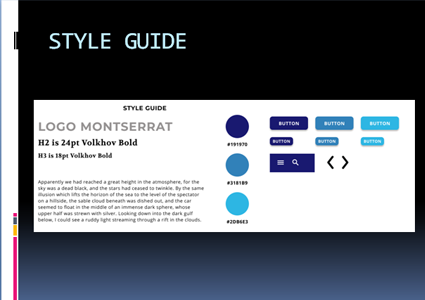 STYLE GUIDE
STYLE GUIDE
LOGO MONTSERRAT
H2 is 24pt Volkhov Bold
H3 is 18pt Volkhov Bold
Apparently we had reached a great height in the atmosphere, for the
sky was a dead black, and the stars had ceased to twinkle. By the same
illusion which lifts the horizon of the sea to the level of the spectator
on a hillside, the sable cloud beneath was dished out, and the car
seemed to float in the middle of an immense dark sphere, whose
upper half was strewn with silver. Looking down into the dark gulf
below, I could see a ruddy light streaming through a rift in the clouds.
#191970
#3181B9
#2DB6E3
BUTTON BUTTON BUTTON
BUTTON BUTTON BUTTON